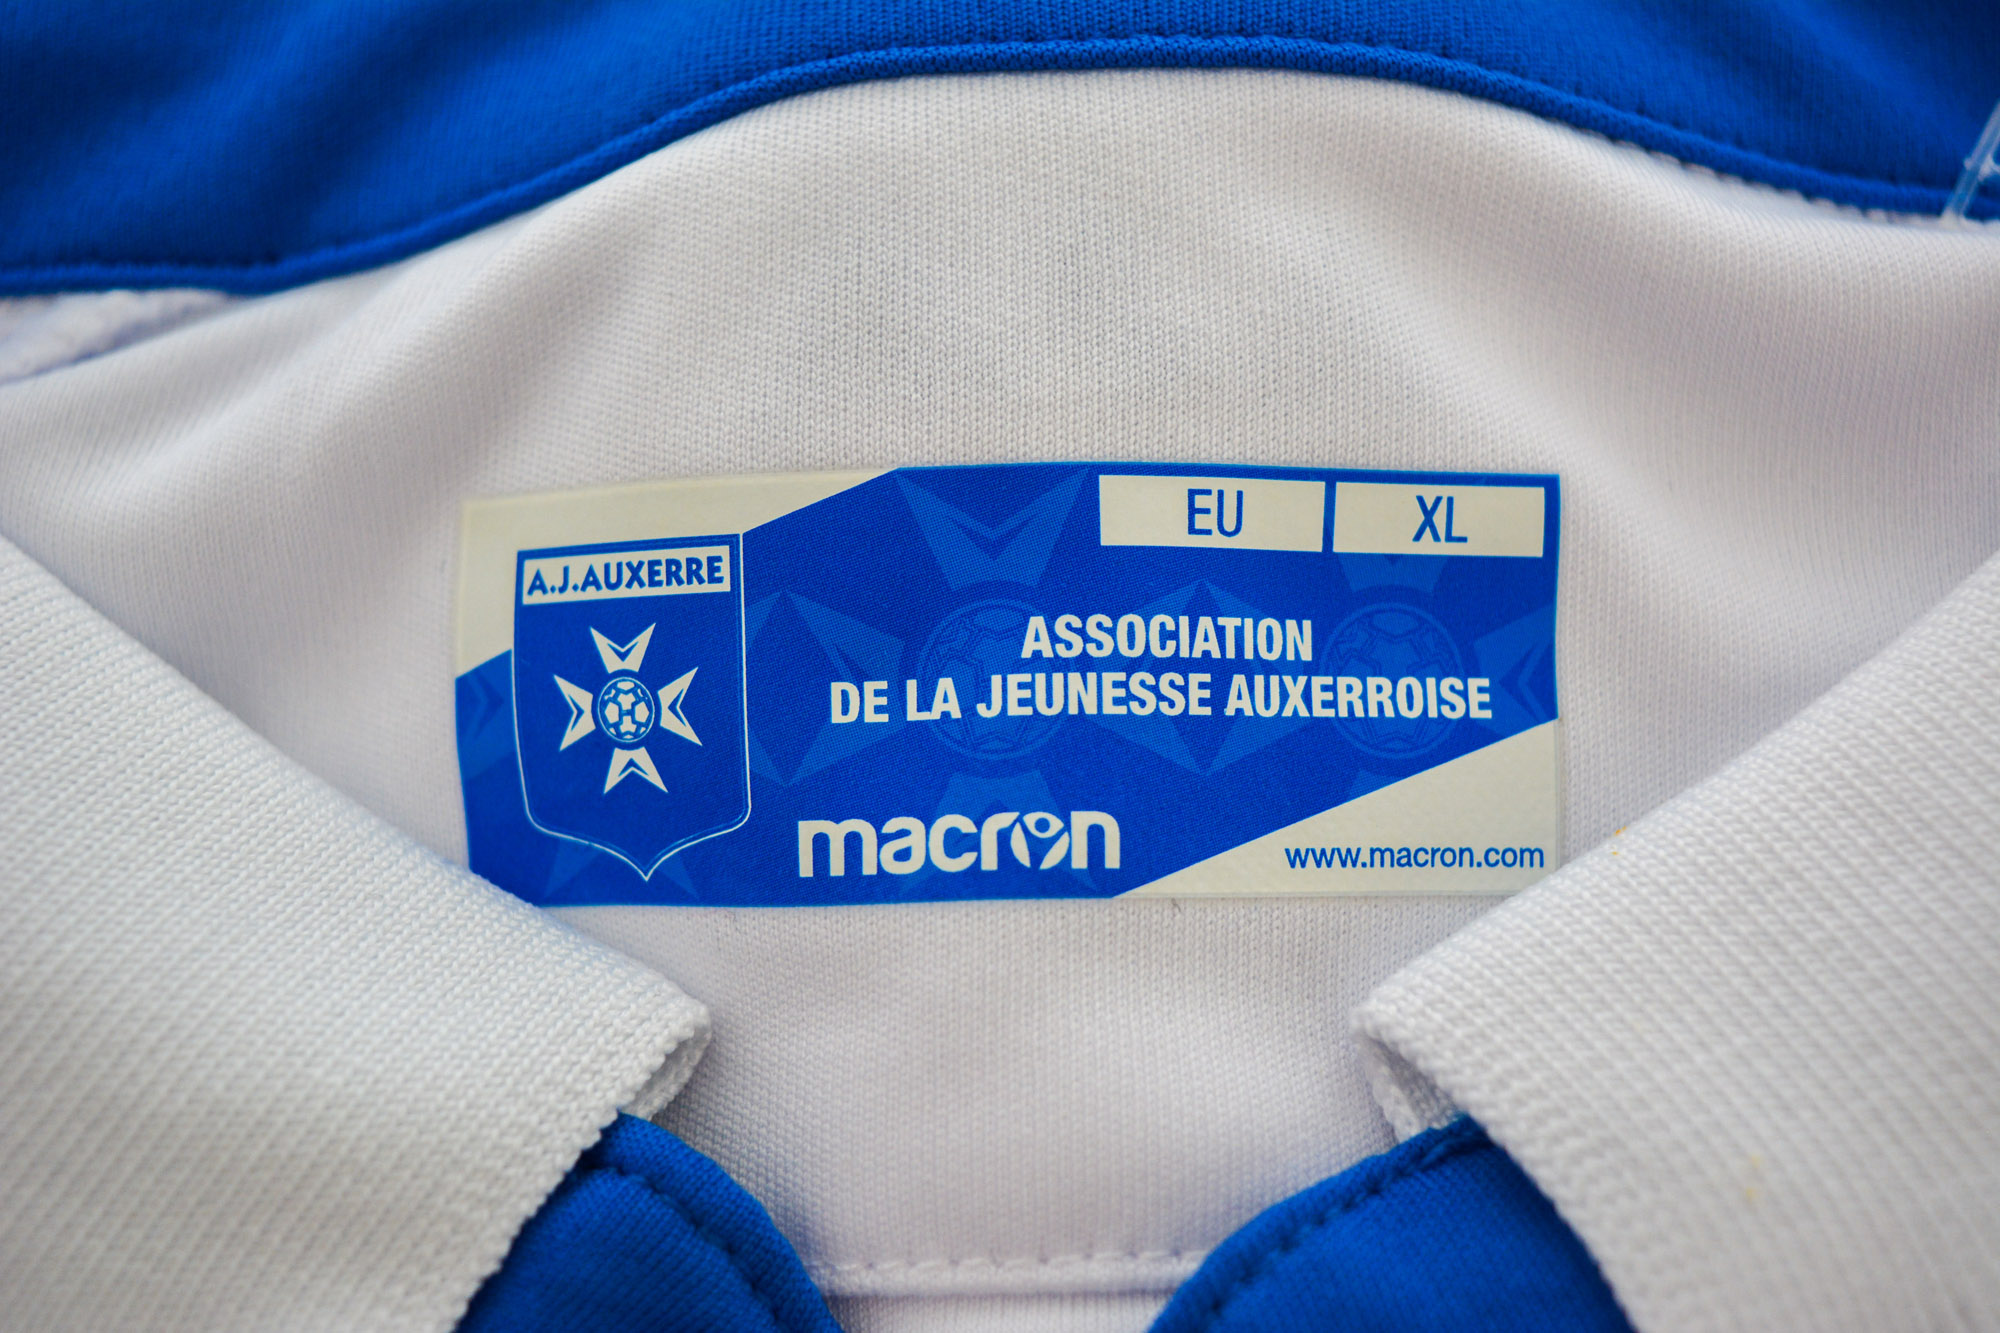 EU XL
A.J.AUXERRE
ASSOCIATION
DE LA JEUNESSE AUXERROISE
macron
www.macron.com